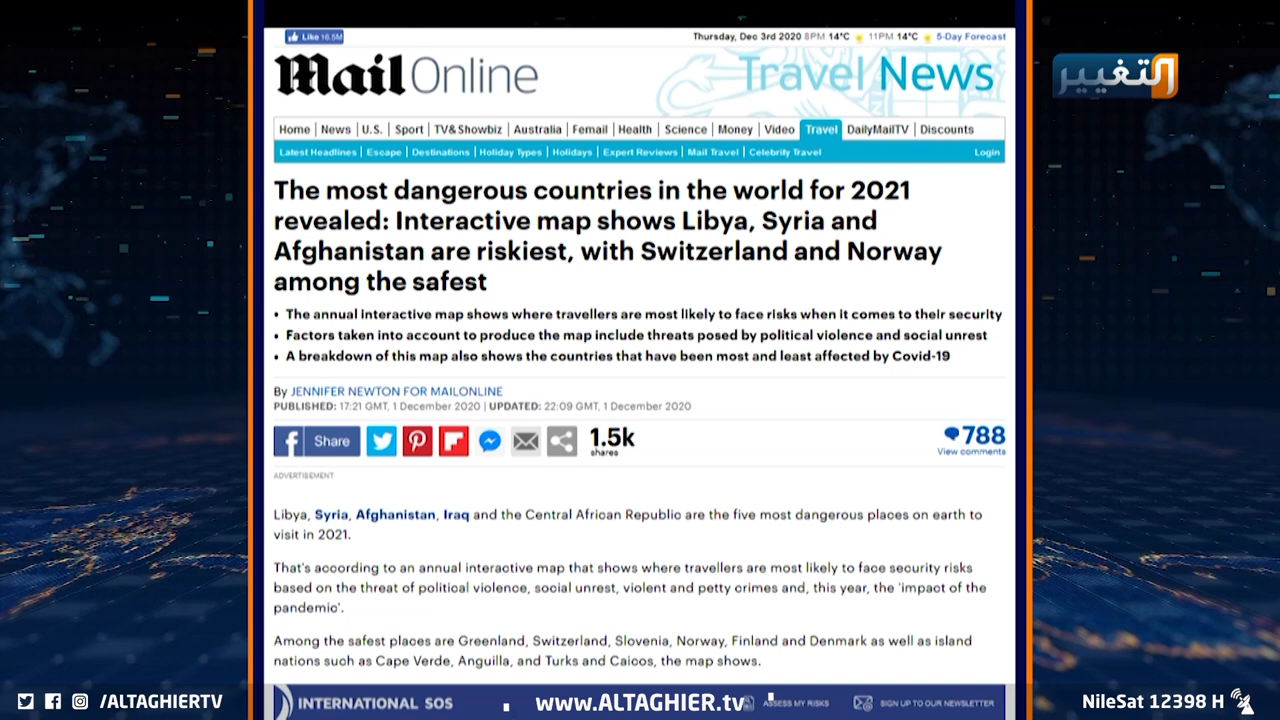 Like 16.5M
Thursday, Dec 3rd 2020 8PM 14°C 11PM 14°C 5-Day Forecast
Mail Online
Travel News
التغيير
Home News U.S. Sport TV&Showbiz Australia Femail Health Science Money Video Travel DailyMailTV Discounts
Latest Headlines Escape Destinations Holiday Types Holidays Expert Reviews Mail Travel Celebrity Travel Login
The most dangerous countries in the world for 2021
revealed: Interactive map shows Libya, Syria and
Afghanistan are riskiest, with Switzerland and Norway
among the safest
• The annual interactive map shows where travellers are most likely to face risks when it comes to their security
• Factors taken into account to produce the map include threats posed by political violence and social unrest
• A breakdown of this map also shows the countries that have been most and least affected by Covid-19
By JENNIFER NEWTON FOR MAILONLINE
PUBLISHED: 17:21 GMT, 1 December 2020 | UPDATED: 22:09 GMT, 1 December 2020
Share
1.5k
shares
788
View comments
ADVERTISEMENT
Libya, Syria, Afghanistan, Iraq and the Central African Republic are the five most dangerous places on earth to
visit in 2021.
That's according to an annual interactive map that shows where travellers are most likely to face security risks
based on the threat of political violence, social unrest, violent and petty crimes and, this year, the 'impact of the
pandemic'.
Among the safest places are Greenland, Switzerland, Slovenia, Norway, Finland and Denmark as well as island
nations such as Cape Verde, Anguilla, and Turks and Caicos, the map shows.
INTERNATIONAL SOS
ASSESS MY RISKS
SIGN UP TO OUR NEWSLETTER
/ALTAGHIERTV
www.ALTAGHIER.tv
NileSat 12398 H